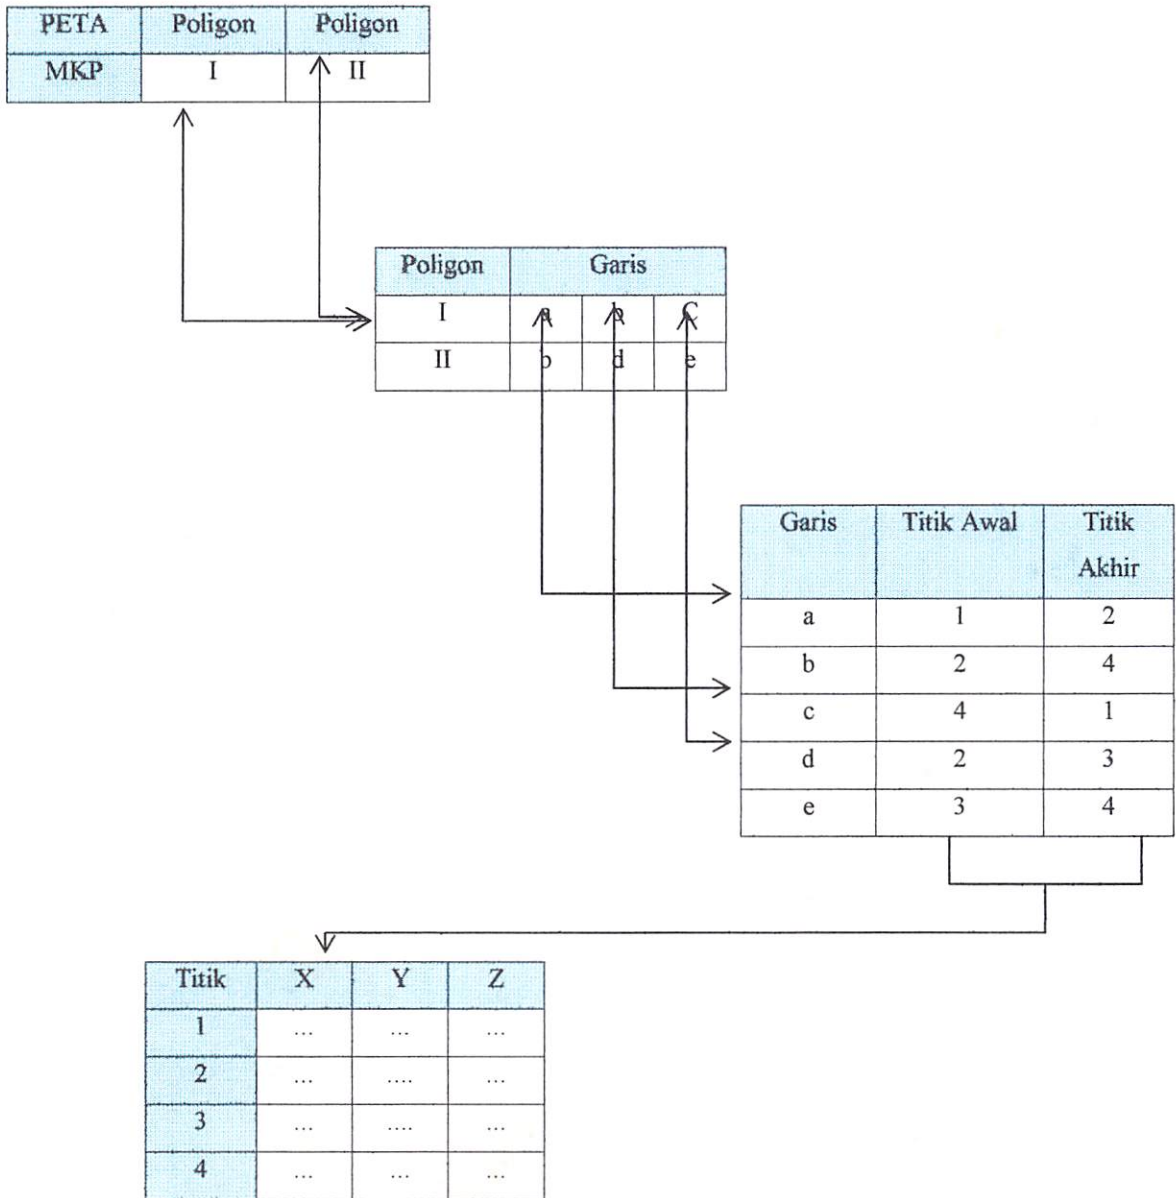 PETA Poligon Poligon
MKP I II
Poligon Garis
I a b C
II b d e
Garis Titik Awal Titik
Akhir
a 1 2
b 2 4
c 4 1
d 2 3
e 3 4
Titik X Y Z
1 ... ... ...
2 ... .... ...
3 ... .... ...
4 ... ... ...